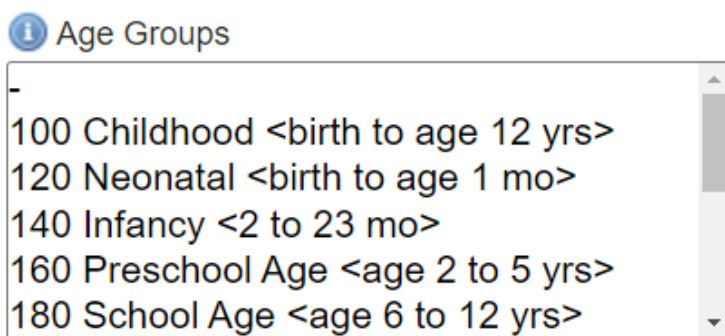 Age Groups
-
100 Childhood <birth to age 12 yrs>
120 Neonatal <birth to age 1 mo>
140 Infancy <2 to 23 mo>
160 Preschool Age <age 2 to 5 yrs>
180 School Age <age 6 to 12 yrs>